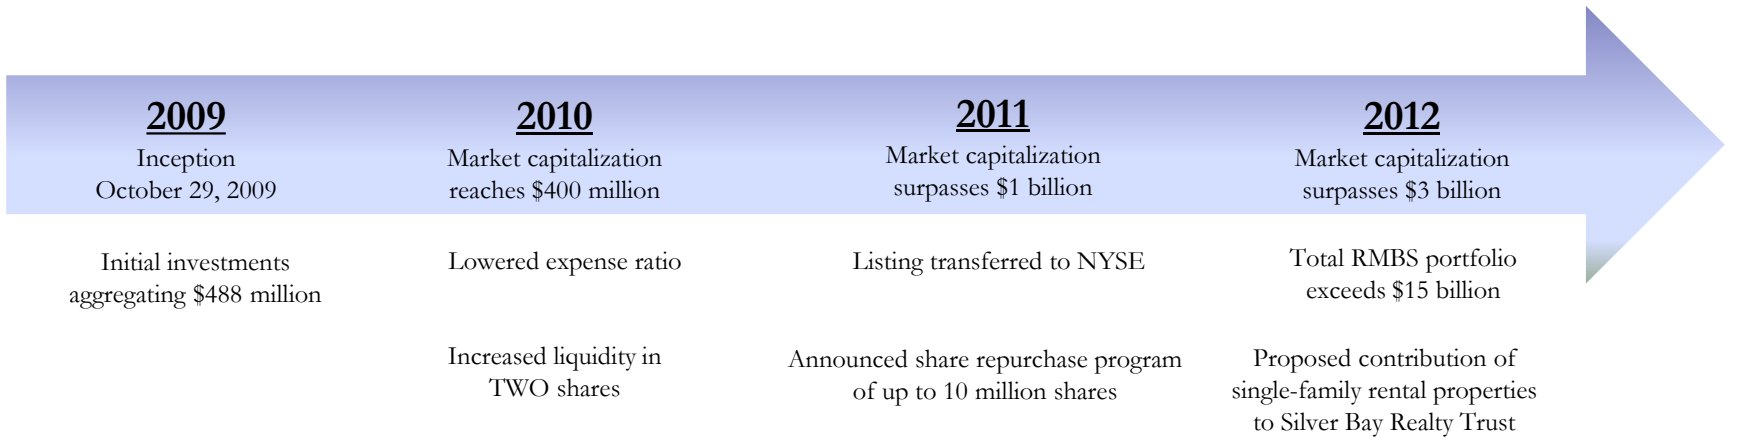 2009
Inception
October 29, 2009
Initial investments
aggregating $488 million
2010
Market capitalization
reaches $400 million
Lowered expense ratio
Increased liquidity in
TWO shares
2011
Market capitalization
surpasses $1 billion
Listing transferred to NYSE
Announced share repurchase program
of up to 10 million shares
2012
Market capitalization
surpasses $3 billion
Total RMBS portfolio
exceeds $15 billion
Proposed contribution of
single-family rental properties
to Silver Bay Realty Trust